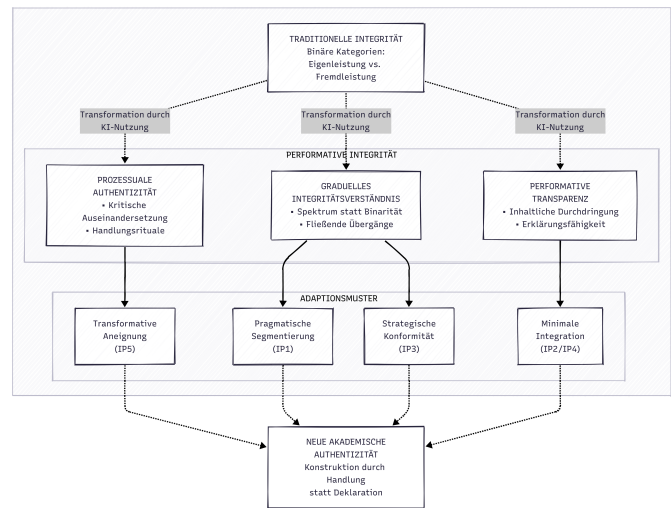 TRADITIONELLE INTEGRITÄT
Binäre Kategorien:
Eigenleistung vs.
Fremdleistung
Transformation durch
KI-Nutzung
Transformation durch
KI-Nutzung
Transformation durch
KI-Nutzung
PERFORMATIVE INTEGRITÄT
PROZESSUALE
AUTHENTIZITÄT
• Kritische
Auseinandersetzung
• Handlungsrituale
GRADUELLES
INTEGRITÄTSVERSTÄNDNIS
• Spektrum statt Binarität
• Fließende Übergänge
PERFORMATIVE
TRANSPARENZ
• Inhaltliche Durchdringung
• Erklärungsfähigkeit
ADAPTIONSMUSTER
Transformative
Aneignung
(IP5)
Pragmatische
Segmentierung
(IP1)
Strategische
Konformität
(IP3)
Minimale
Integration
(IP2/IP4)
NEUE AKADEMISCHE
AUTHENTIZITÄT
Konstruktion durch
Handlung
statt Deklaration